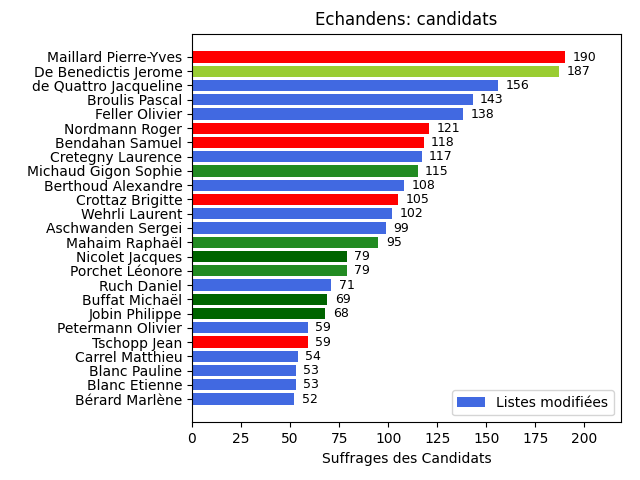 Echandens: candidats
Maillard Pierre-Yves 190
De Benedictis Jerome 187
de Quattro Jacqueline 156
Broulis Pascal 143
Feller Olivier 138
Nordmann Roger 121
Bendahan Samuel 118
Cretegny Laurence 117
Michaud Gigon Sophie 115
Berthoud Alexandre 108
Crottaz Brigitte 105
Wehrli Laurent 102
Aschwanden Sergei 99
Mahaim Raphaël 95
Nicolet Jacques 79
Porchet Léonore 79
Ruch Daniel 71
Buffat Michaël 69
Jobin Philippe 68
Petermann Olivier 59
Tschopp Jean 59
Carrel Matthieu 54
Blanc Pauline 53
Blanc Etienne 53
Bérard Marlène 52
Listes modifiées
0 25 50 75 100 125 150 175 200
Suffrages des Candidats